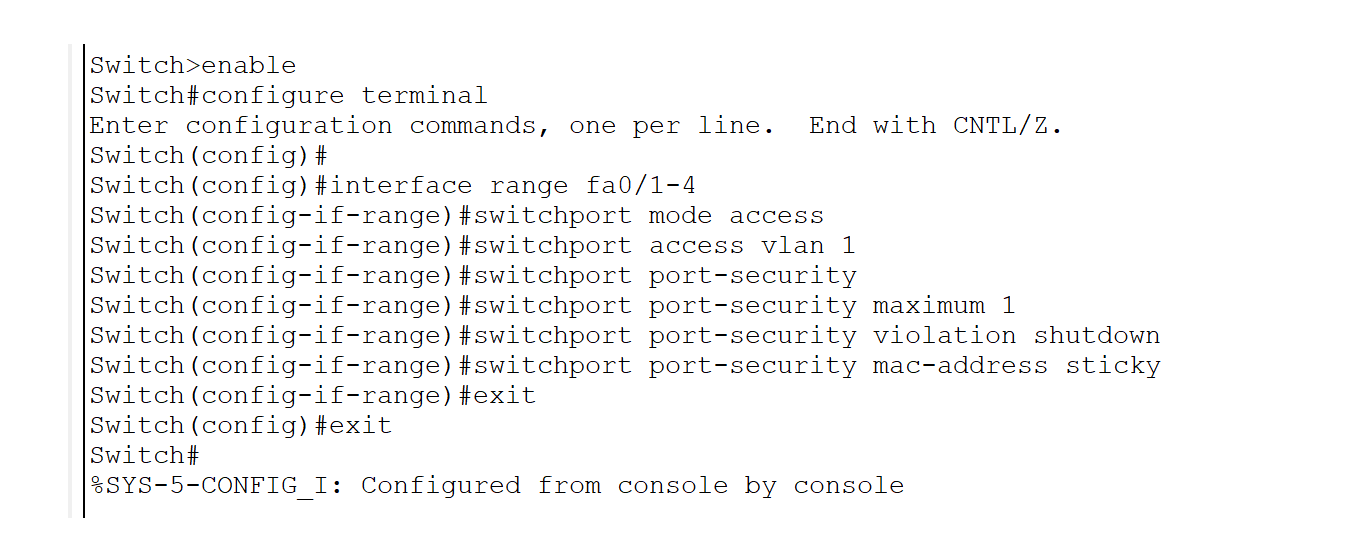 Switch>enable
Switch#configure terminal
Enter configuration commands, one per line.  End with CNTL/Z.
Switch(config)#
Switch(config)#interface range fa0/1-4
Switch(config-if-range)#switchport mode access
Switch(config-if-range)#switchport access vlan 1
Switch(config-if-range)#switchport port-security
Switch(config-if-range)#switchport port-security maximum 1
Switch(config-if-range)#switchport port-security violation shutdown
Switch(config-if-range)#switchport port-security mac-address sticky
Switch(config-if-range)#exit
Switch(config)#exit
Switch#
%SYS-5-CONFIG_I: Configured from console by console